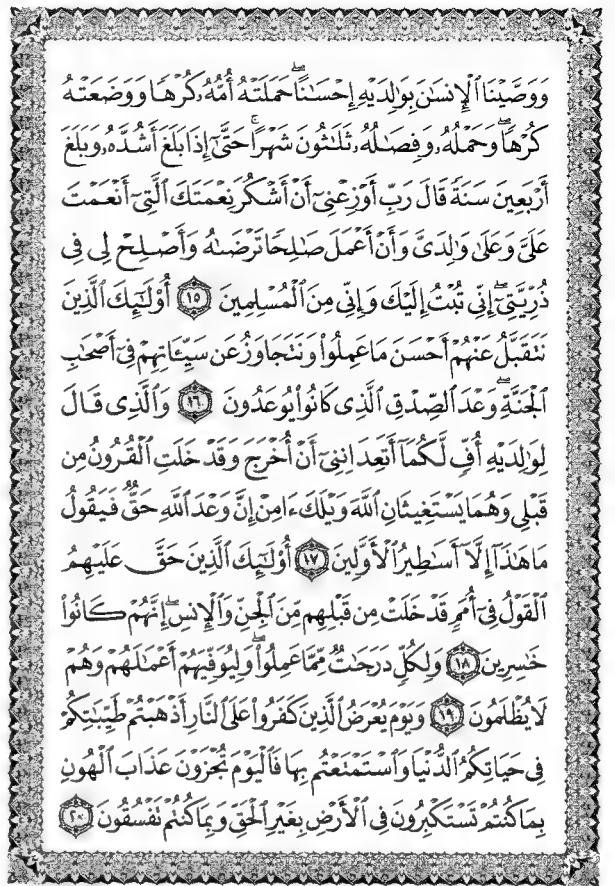 وَوَصَّيْنَا ٱلْإِنسَٰنَ بِوَٰلِدَيْهِ إِحْسَٰنًاۖ حَمَلَتْهُ أُمُّهُۥ كُرْهًا وَوَضَعَتْهُ
كُرْهًاۖ وَحَمْلُهُۥ وَفِصَٰلُهُۥ ثَلَٰثُونَ شَهْرًاۚ حَتَّىٰٓ إِذَا بَلَغَ أَشُدَّهُۥ وَبَلَغَ
أَرْبَعِينَ سَنَةً قَالَ رَبِّ أَوْزِعْنِىٓ أَنْ أَشْكُرَ نِعْمَتَكَ ٱلَّتِىٓ أَنْعَمْتَ
عَلَىَّ وَعَلَىٰ وَٰلِدَىَّ وَأَنْ أَعْمَلَ صَٰلِحًا تَرْضَىٰهُ وَأَصْلِحْ لِى فِى
ذُرِّيَّتِىٓۖ إِنِّى تُبْتُ إِلَيْكَ وَإِنِّى مِنَ ٱلْمُسْلِمِينَ ١٥ أُو۟لَٰٓئِكَ ٱلَّذِينَ
نَتَقَبَّلُ عَنْهُمْ أَحْسَنَ مَا عَمِلُوا۟ وَنَتَجَاوَزُ عَن سَيِّـَٔاتِهِمْ فِىٓ أَصْحَٰبِ
ٱلْجَنَّةِۖ وَعْدَ ٱلصِّدْقِ ٱلَّذِى كَانُوا۟ يُوعَدُونَ ١٦ وَٱلَّذِى قَالَ
لِوَٰلِدَيْهِ أُفٍّ لَّكُمَآ أَتَعِدَانِنِىٓ أَنْ أُخْرَجَ وَقَدْ خَلَتِ ٱلْقُرُونُ مِن
قَبْلِى وَهُمَا يَسْتَغِيثَانِ ٱللَّهَ وَيْلَكَ ءَامِنْ إِنَّ وَعْدَ ٱللَّهِ حَقٌّ فَيَقُولُ
مَا هَٰذَآ إِلَّآ أَسَٰطِيرُ ٱلْأَوَّلِينَ ١٧ أُو۟لَٰٓئِكَ ٱلَّذِينَ حَقَّ عَلَيْهِمُ
ٱلْقَوْلُ فِىٓ أُمَمٍ قَدْ خَلَتْ مِن قَبْلِهِم مِّنَ ٱلْجِنِّ وَٱلْإِنسِۖ إِنَّهُمْ كَانُوا۟
خَٰسِرِينَ ١٨ وَلِكُلٍّ دَرَجَٰتٌ مِّمَّا عَمِلُوا۟ۖ وَلِيُوَفِّيَهُمْ أَعْمَٰلَهُمْ وَهُمْ
لَا يُظْلَمُونَ ١٩ وَيَوْمَ يُعْرَضُ ٱلَّذِينَ كَفَرُوا۟ عَلَى ٱلنَّارِ أَذْهَبْتُمْ طَيِّبَٰتِكُمْ
فِى حَيَاتِكُمُ ٱلدُّنْيَا وَٱسْتَمْتَعْتُم بِهَا فَٱلْيَوْمَ تُجْزَوْنَ عَذَابَ ٱلْهُونِ
بِمَا كُنتُمْ تَسْتَكْبِرُونَ فِى ٱلْأَرْضِ بِغَيْرِ ٱلْحَقِّ وَبِمَا كُنتُمْ تَفْسُقُونَ ٢٠